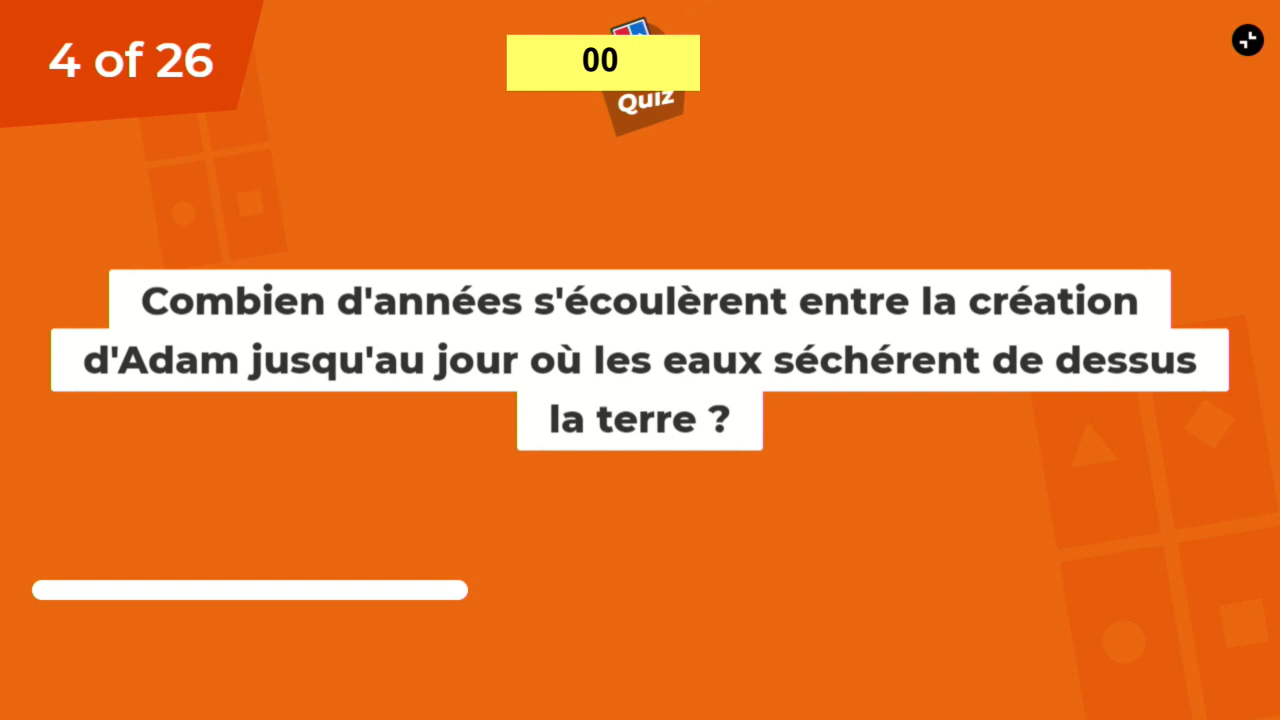 4 of 26
00
Quiz
Combien d'années s'écoulèrent entre la création
d'Adam jusqu'au jour où les eaux séchérent de dessus
la terre ?